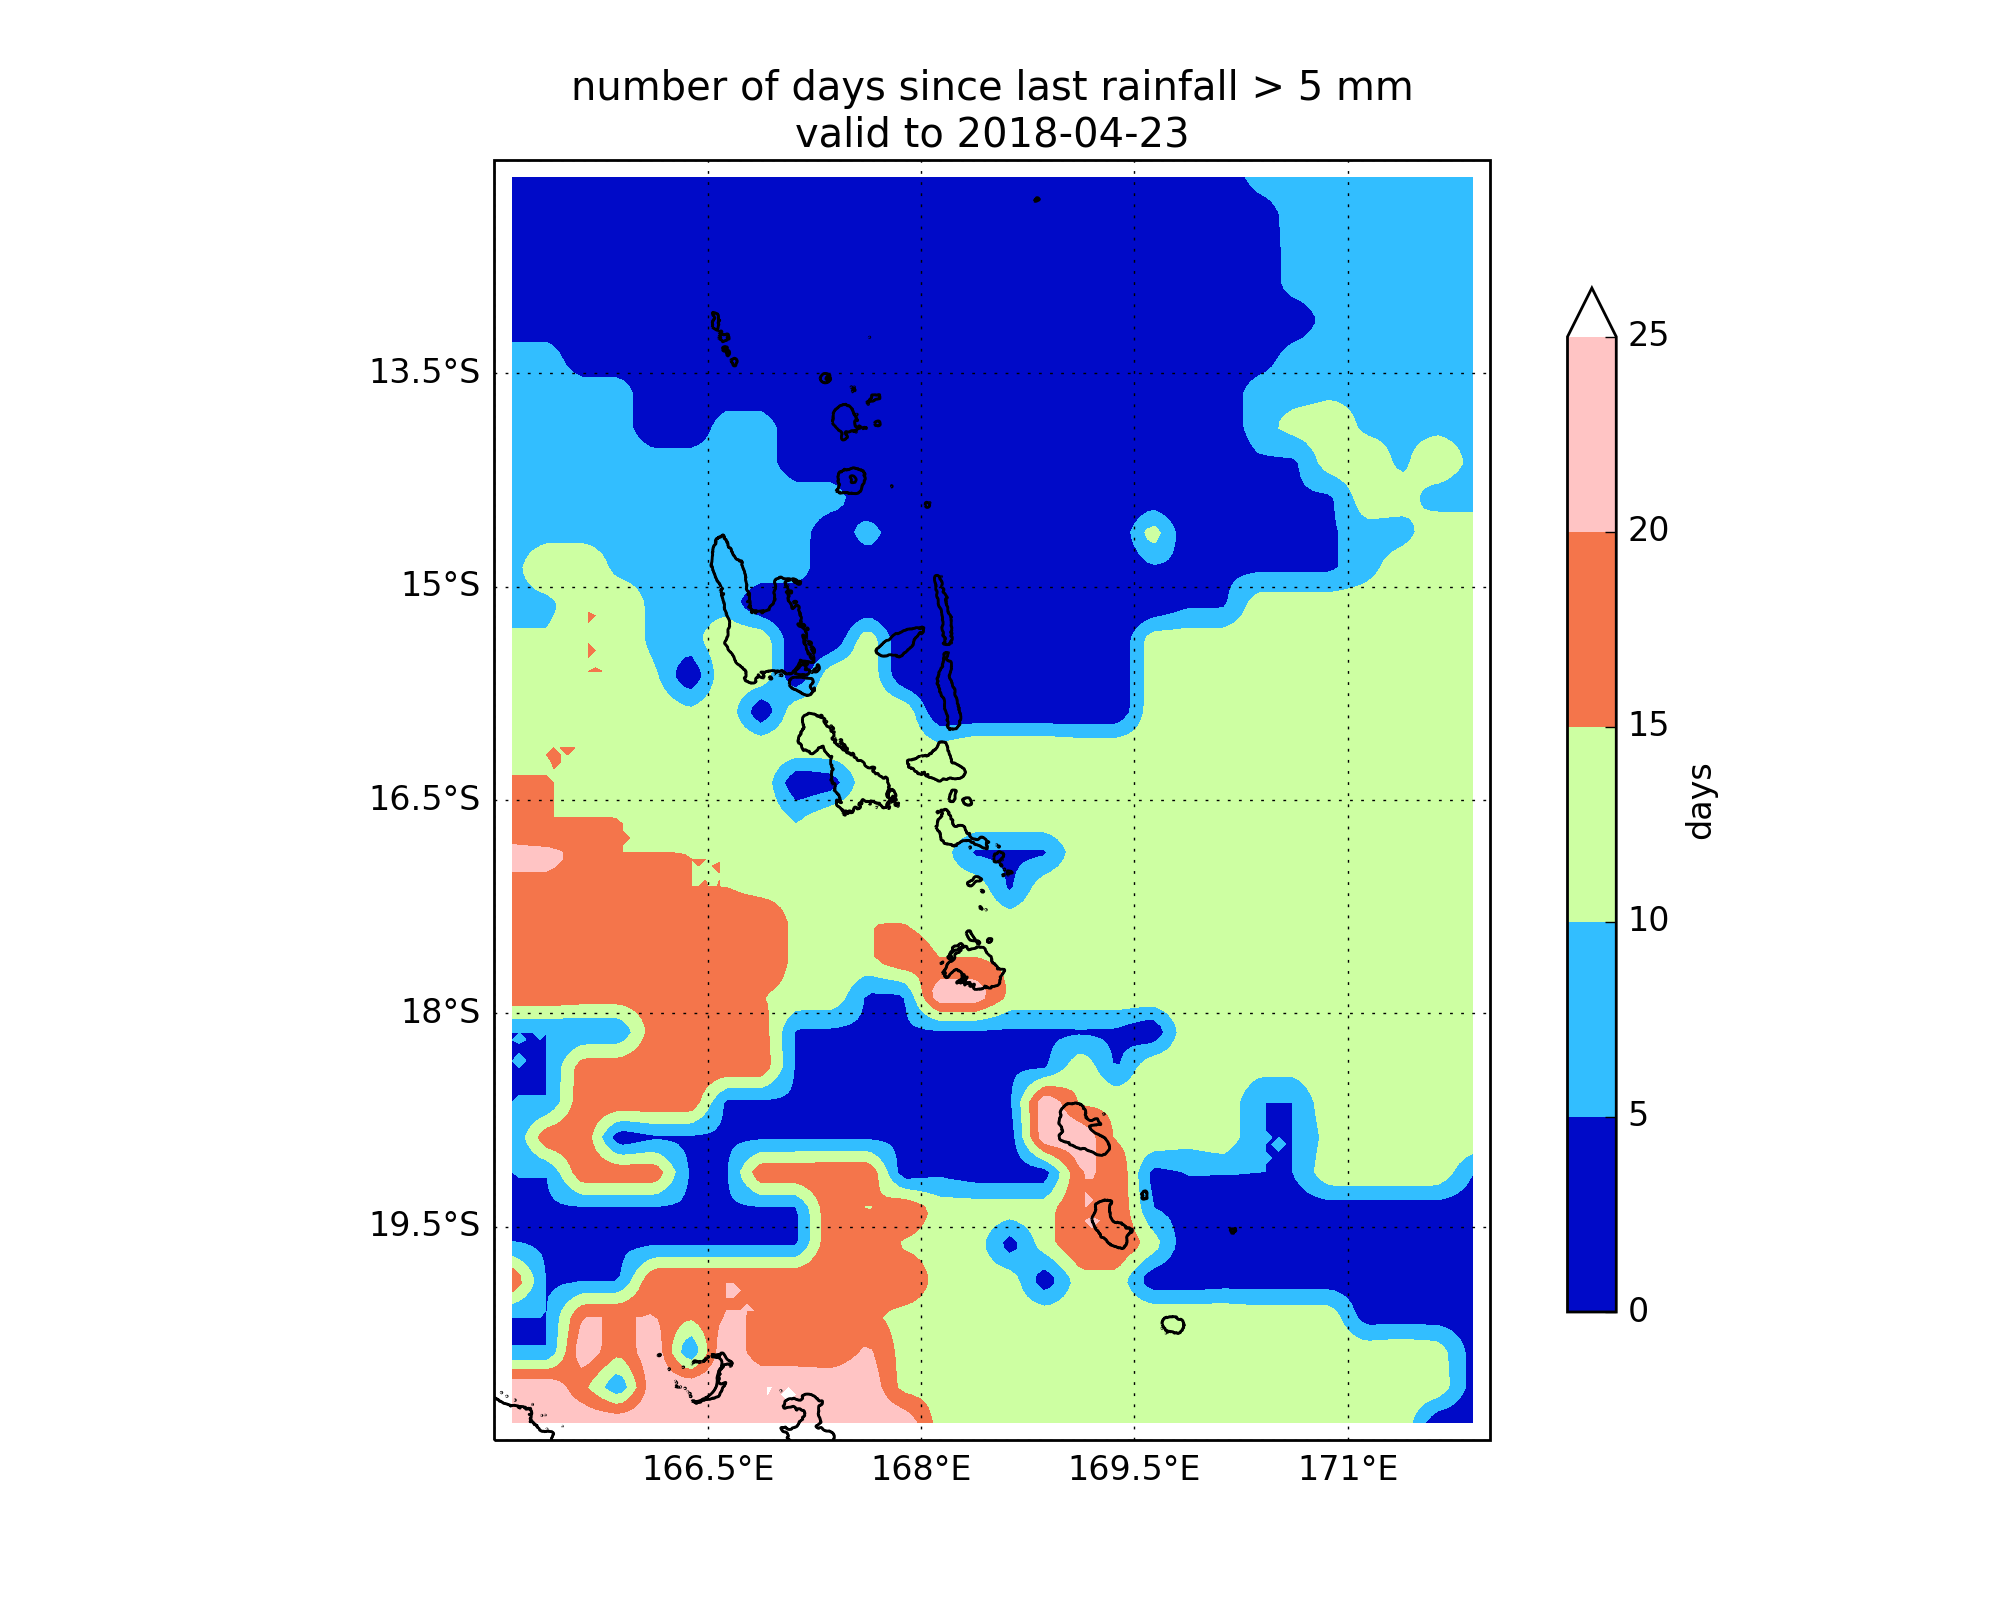 number of days since last rainfall > 5 mm
valid to 2018-04-23
13.5°S
15°S
16.5°S
18°S
19.5°S
166.5°E
168°E
169.5°E
171°E
25
20
15
10
5
0
days